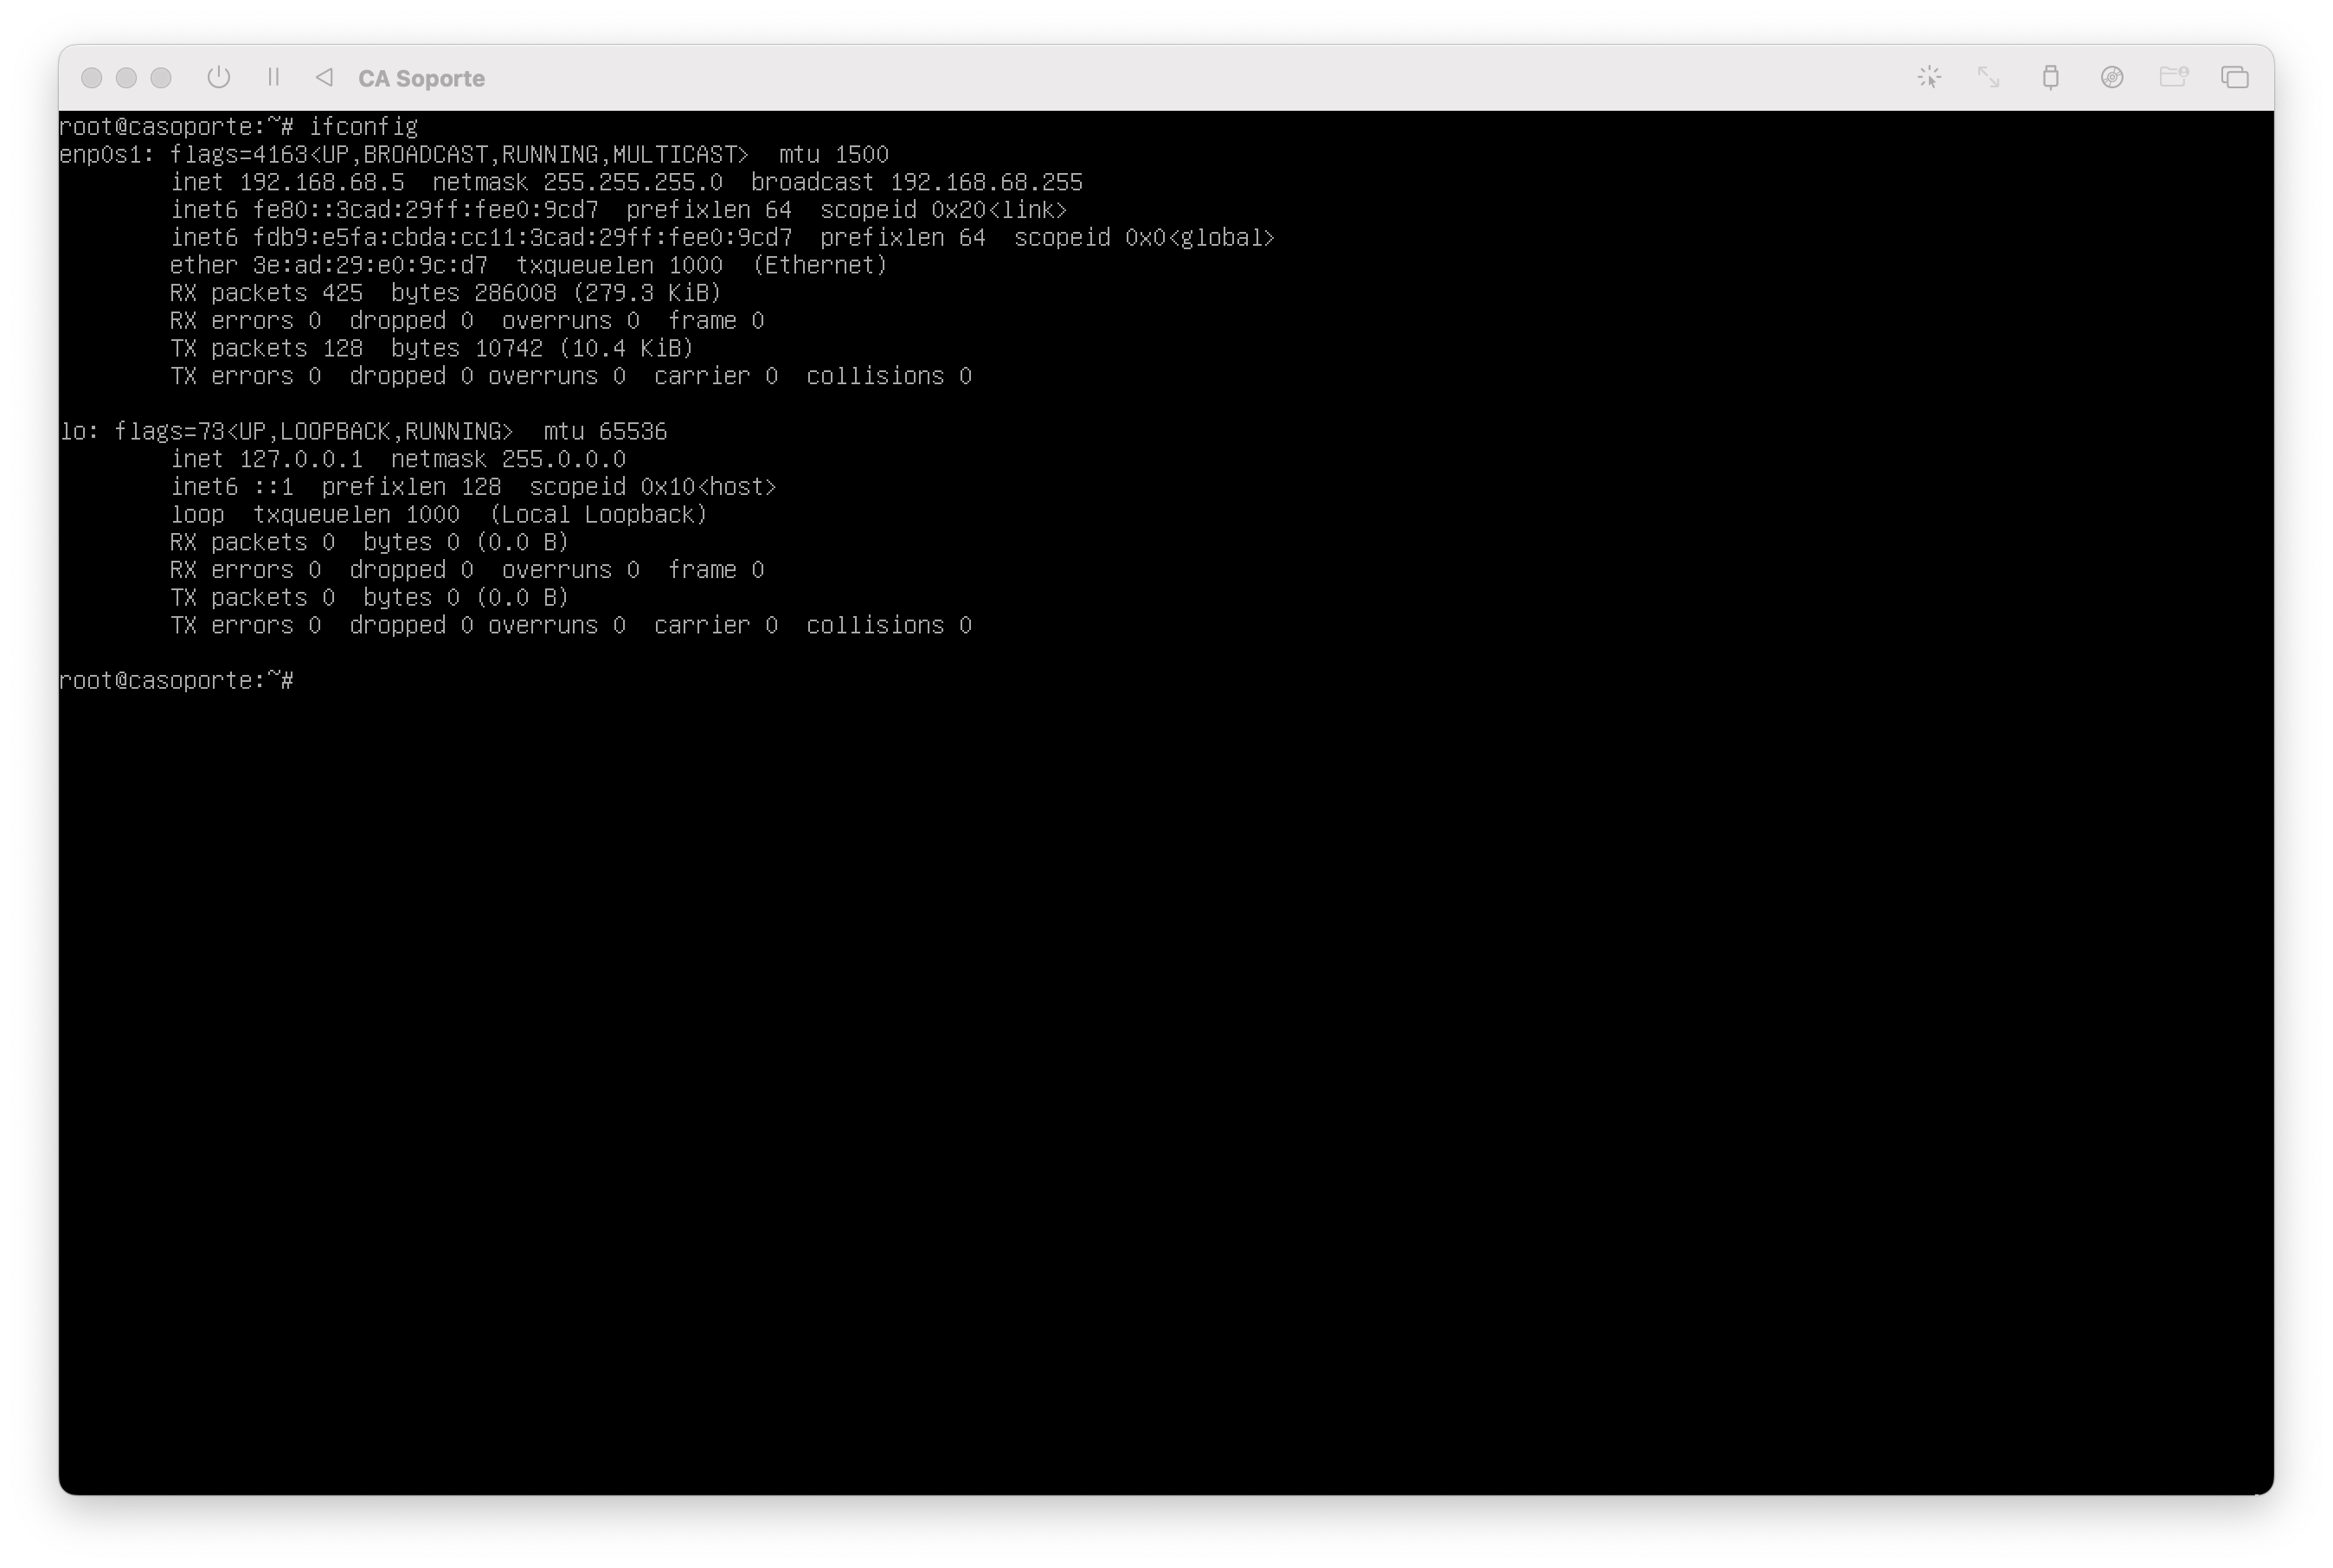 CA Soporte
root@casoporte:~# ifconfig
enp0s1: flags=4163<UP,BROADCAST,RUNNING,MULTICAST>  mtu 1500
        inet 192.168.68.5  netmask 255.255.255.0  broadcast 192.168.68.255
        inet6 fe80::3cad:29ff:fee0:9cd7  prefixlen 64  scopeid 0x20<link>
        inet6 fdb9:e5fa:cbda:cc11:3cad:29ff:fee0:9cd7  prefixlen 64  scopeid 0x0<global>
        ether 3e:ad:29:e0:9c:d7  txqueuelen 1000  (Ethernet)
        RX packets 425  bytes 286008 (279.3 KiB)
        RX errors 0  dropped 0  overruns 0  frame 0
        TX packets 128  bytes 10742 (10.4 KiB)
        TX errors 0  dropped 0 overruns 0  carrier 0  collisions 0
lo: flags=73<UP,LOOPBACK,RUNNING>  mtu 65536
        inet 127.0.0.1  netmask 255.0.0.0
        inet6 ::1  prefixlen 128  scopeid 0x10<host>
        loop  txqueuelen 1000  (Local Loopback)
        RX packets 0  bytes 0 (0.0 B)
        RX errors 0  dropped 0  overruns 0  frame 0
        TX packets 0  bytes 0 (0.0 B)
        TX errors 0  dropped 0 overruns 0  carrier 0  collisions 0
root@casoporte:~#